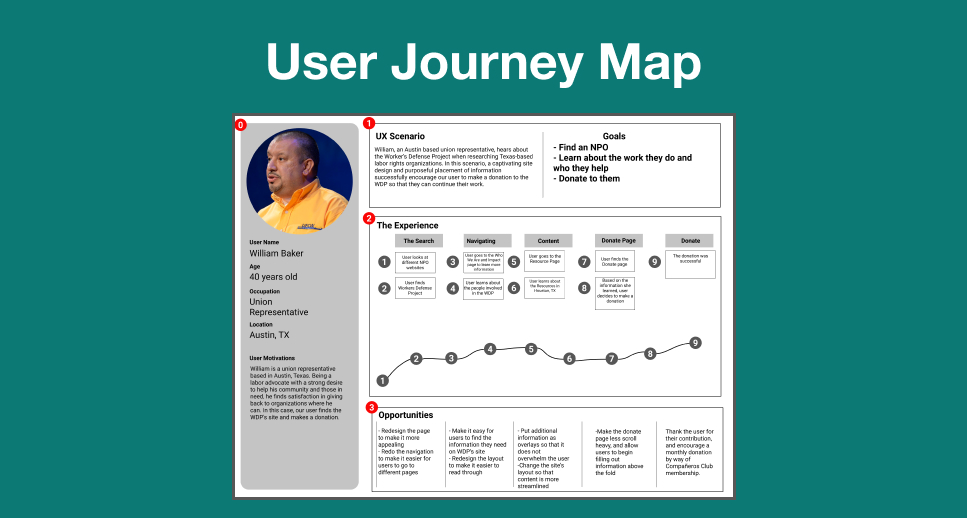 User Journey Map
0
User Name
William Baker
Age
40 years old
Occupation
Union
Representative
Location
Austin, TX
User Motivations
William is a union representative
based in Austin, Texas. Being a
labor advocate with a strong desire
to help his community and those in
need, he finds satisfaction in giving
back to organizations where he
can. In this case, our user finds the
WDP's site and makes a donation.
1
UX Scenario
William, an Austin based union representative, hears about
the Worker's Defense Project when researching Texas-based
labor rights organizations. In this scenario, a captivating site
design and purposeful placement of information
successfully encourage our user to make a donation to the
WDP so that they can continue their work.
Goals
- Find an NPO
- Learn about the work they do and
who they help
- Donate to them
2
The Experience
The Search
1
User looks at
different NPO
websites
2
User finds
Workers Defense
Project
Navigating
3
User goes to the Who
We Are and Impact
page to learn more
information
4
User learns about
the people involved
in the WDP
Content
5
User goes to the
Resource Page
6
User learns about
the Resources in
Houston, TX
Donate Page
7
User finds the
Donate page
8
Based on the
information she
learned, user
decides to make a
donation
Donate
9
The donation was
successful
1
2
3
4
5
6
7
8
9
3
Opportunities
- Redesign the page
to make it more
appealing
- Redo the navigation
to make it easier for
users to go to
different pages
- Make it easy for
users to find the
information they need
on WDP's site
- Redesign the layout
to make it easier to
read through
- Put additional
information as
overlays so that it
does not
overwhelm the user
-Change the site's
layout so that
content is more
streamlined
-Make the donate
page less scroll
heavy, and allow
users to begin
filling out
information above
the fold
Thank the user for
their contribution,
and encourage a
monthly donation
by way of
Compañeros Club
membership.